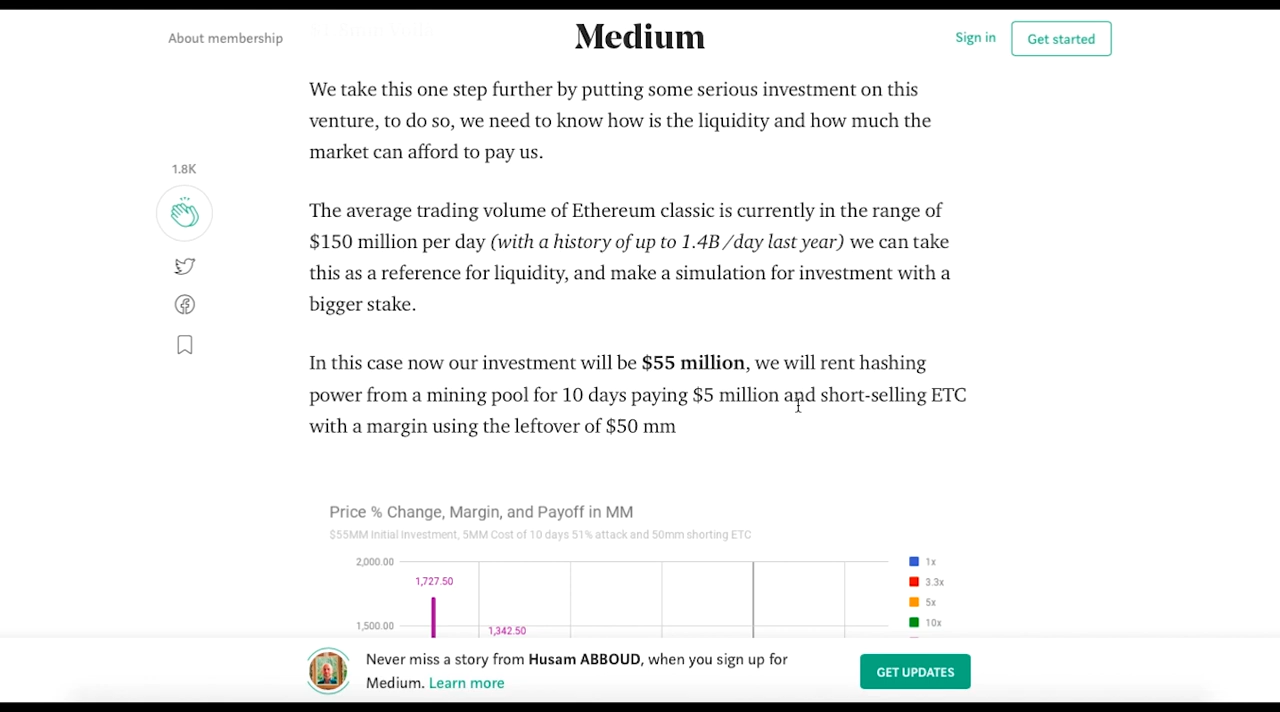 About membership
Medium
Sign in
Get started
We take this one step further by putting some serious investment on this
venture, to do so, we need to know how is the liquidity and how much the
market can afford to pay us.
1.8K
The average trading volume of Ethereum classic is currently in the range of
$150 million per day (with a history of up to 1.4B/day last year) we can take
this as a reference for liquidity, and make a simulation for investment with a
bigger stake.
In this case now our investment will be $55 million, we will rent hashing
power from a mining pool for 10 days paying $5 million and short-selling ETC
with a margin using the leftover of $50 mm
Price % Change, Margin, and Payoff in MM
$55MM Initial Investment, 5MM Cost of 10 days 51% attack and 50mm shorting ETC
2,000.00
1x
1,727.50
3.3x
5x
1,500.00
1,342.50
10x
Never miss a story from Husam ABBOUD, when you sign up for
Medium. Learn more
GET UPDATES